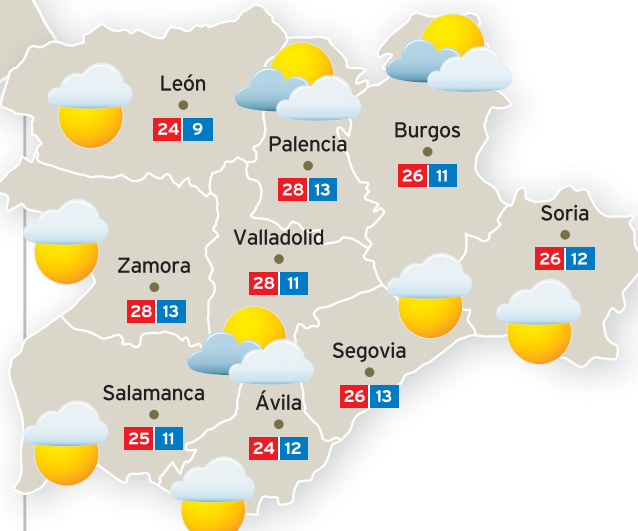 León
24 9
Palencia
28 13
Burgos
26 11
Soria
26 12
Valladolid
28 11
Zamora
28 13
Segovia
26 13
Salamanca
25 11
Ávila
24 12